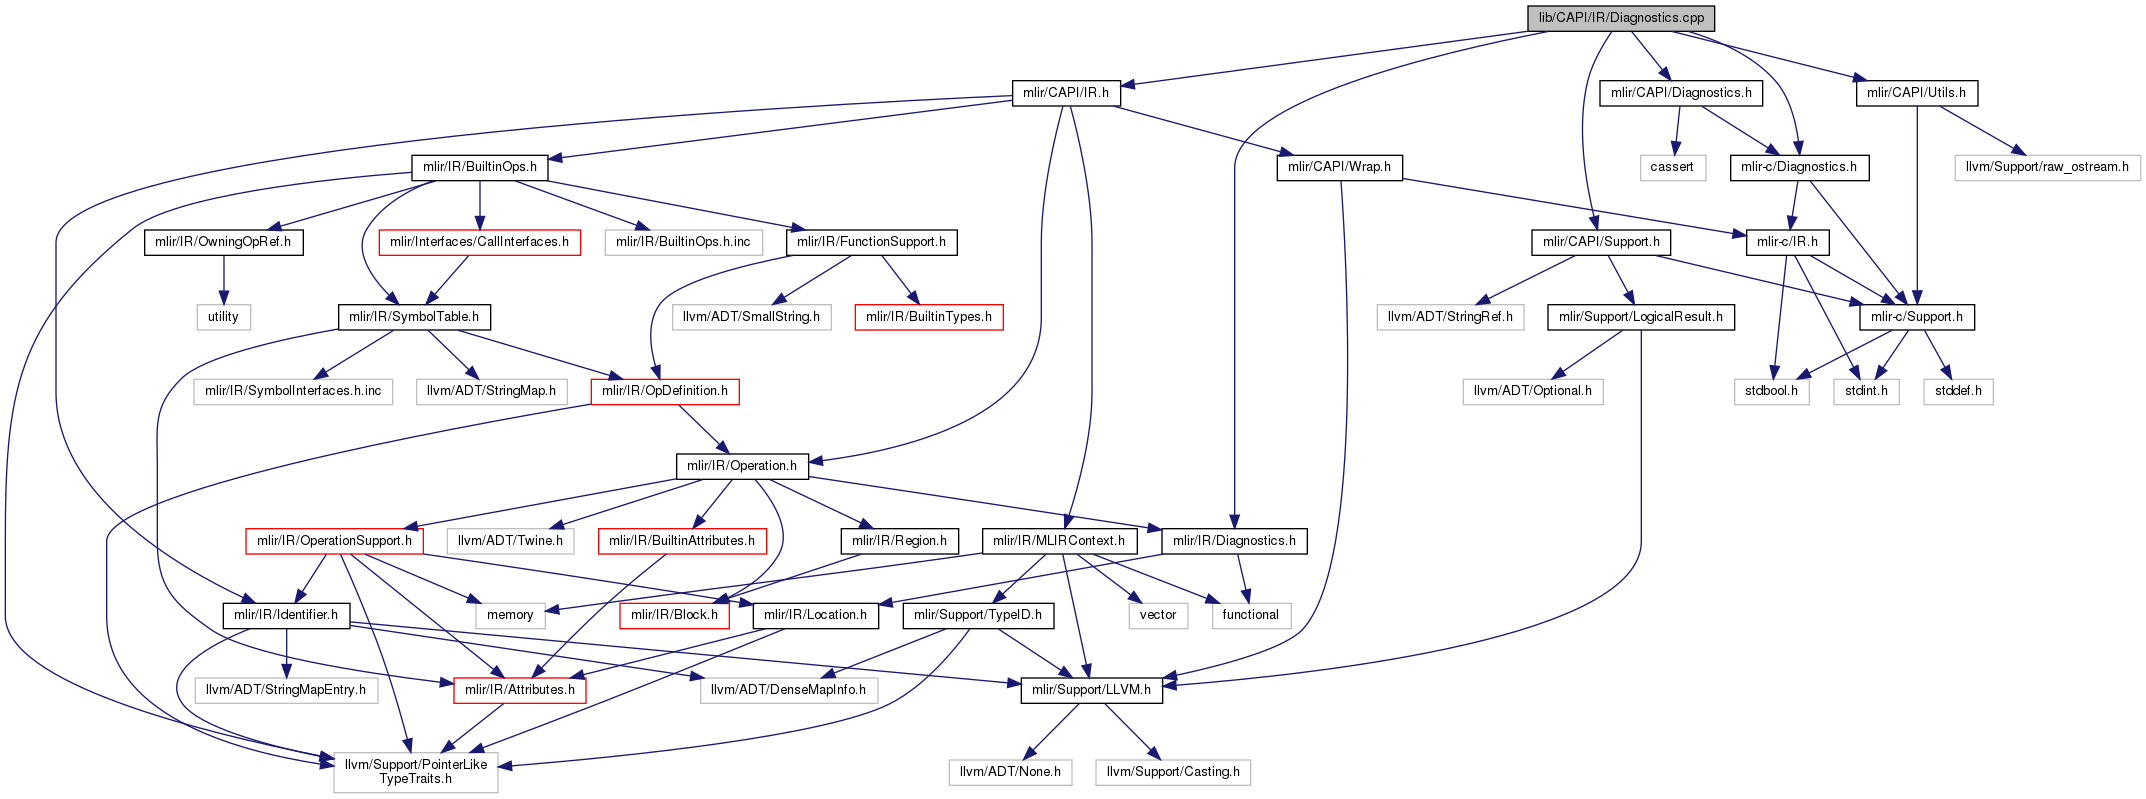 lib/CAPI/IR/Diagnostics.cpp
mlir/CAPI/IR.h
mlir/CAPI/Diagnostics.h
mlir/CAPI/Utils.h
mlir/IR/BuiltinOps.h
mlir/CAPI/Wrap.h
cassert
mlir-c/Diagnostics.h
llvm/Support/raw_ostream.h
mlir/IR/OwningOpRef.h
mlir/Interfaces/CallInterfaces.h
mlir/IR/BuiltinOps.h.inc
mlir/IR/FunctionSupport.h
mlir/CAPI/Support.h
mlir-c/IR.h
utility
mlir/IR/SymbolTable.h
llvm/ADT/SmallString.h
mlir/IR/BuiltinTypes.h
llvm/ADT/StringRef.h
mlir/Support/LogicalResult.h
mlir-c/Support.h
mlir/IR/SymbolInterfaces.h.inc
llvm/ADT/StringMap.h
mlir/IR/OpDefinition.h
llvm/ADT/Optional.h
stdbool.h
stdint.h
stddef.h
mlir/IR/Operation.h
mlir/IR/OperationSupport.h
llvm/ADT/Twine.h
mlir/IR/BuiltinAttributes.h
mlir/IR/Region.h
mlir/IR/MLIRContext.h
mlir/IR/Diagnostics.h
mlir/IR/Identifier.h
memory
mlir/IR/Block.h
mlir/IR/Location.h
mlir/Support/TypeID.h
vector
functional
llvm/ADT/StringMapEntry.h
mlir/IR/Attributes.h
llvm/ADT/DenseMapInfo.h
mlir/Support/LLVM.h
llvm/Support/PointerLike
TypeTraits.h
llvm/ADT/None.h
llvm/Support/Casting.h